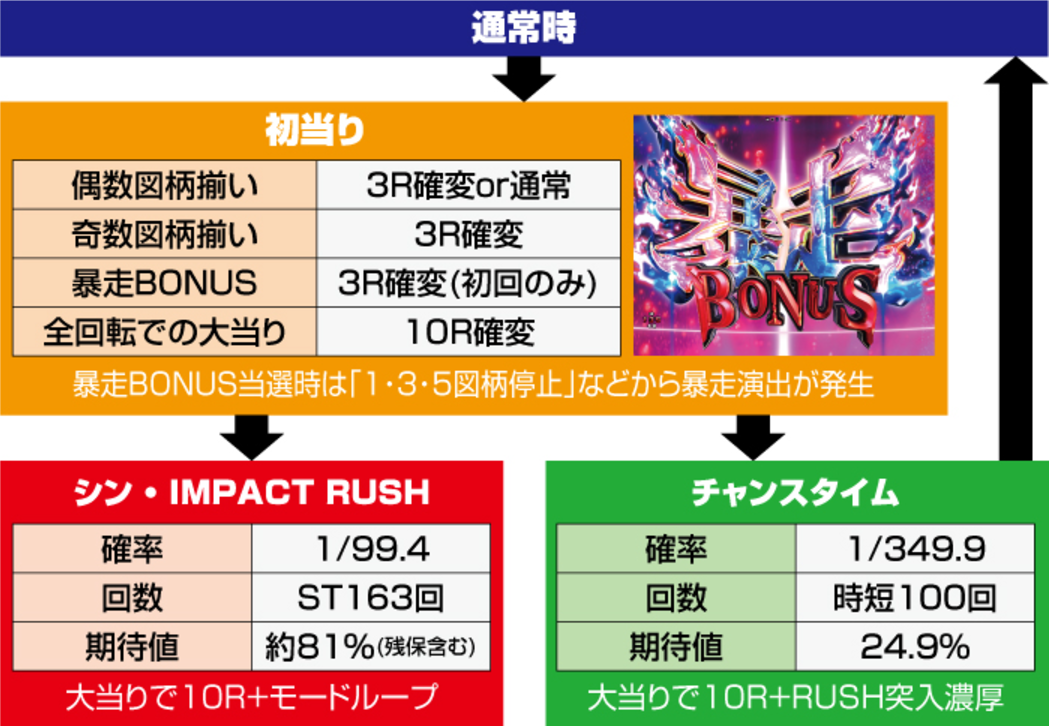 通常時
初当り
偶数図柄揃い 3R確変or通常
奇数図柄揃い 3R確変
暴走BONUS 3R確変(初回のみ)
全回転での大当り 10R確変
暴走
BONUS
暴走BONUS当選時は「1・3・5図柄停止」などから暴走演出が発生
シン・IMPACT RUSH
確率 1/99.4
回数 ST163回
期待値 約81%(残保含む)
大当りで10R+モードループ
チャンスタイム
確率 1/349.9
回数 時短100回
期待値 24.9%
大当りで10R+RUSH突入濃厚